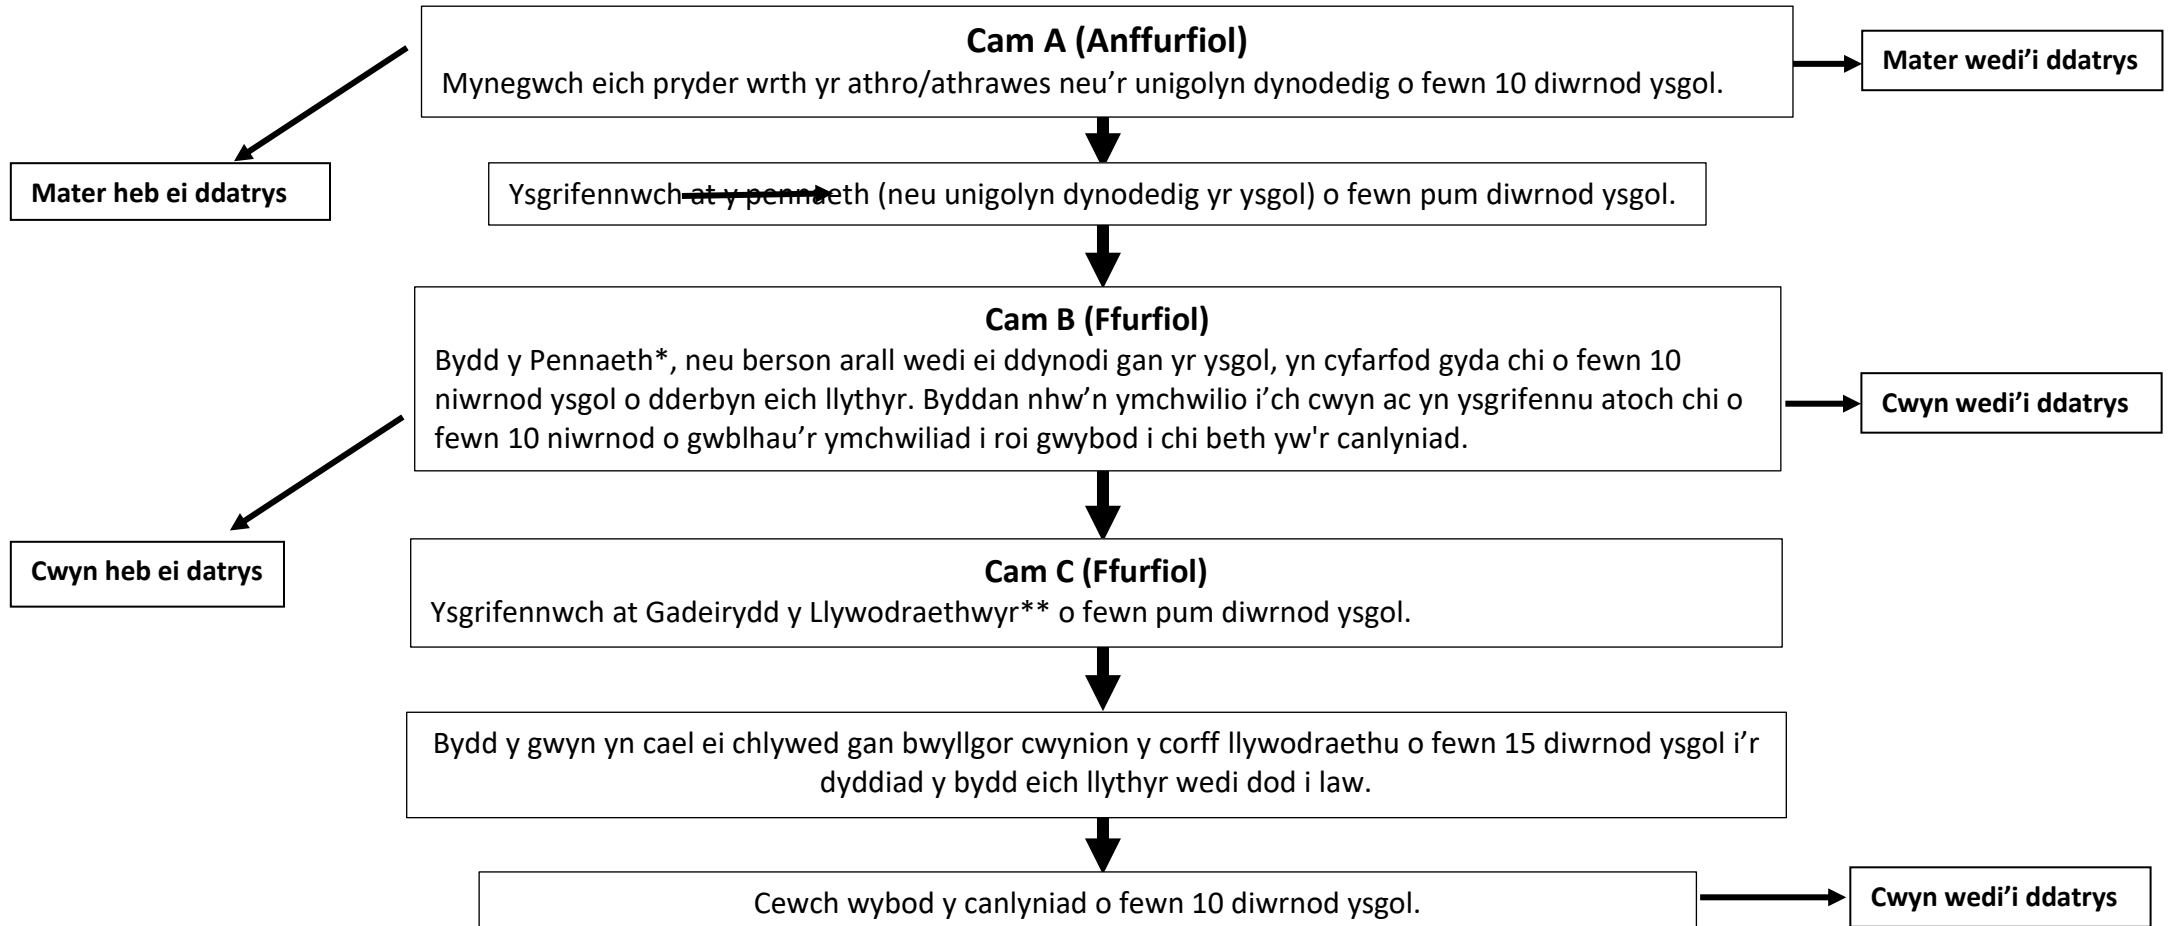 Cam A (Anffurfiol)
Mynegwch eich pryder wrth yr athro/athrawes neu’r unigolyn dynodedig o fewn 10 diwrnod ysgol.
Mater wedi’i ddatrys
Mater heb ei ddatrys
Ysgrifennwch at y pennaeth (neu unigolyn dynodedig yr ysgol) o fewn pum diwrnod ysgol.
Cam B (Ffurfiol)
Bydd y Pennaeth*, neu berson arall wedi ei ddynodi gan yr ysgol, yn cyfarfod gyda chi o fewn 10
niwrnod ysgol o dderbyn eich llythyr. Byddan nhw’n ymchwilio i’ch cwyn ac yn ysgrifennu atoch chi o
fewn 10 niwrnod o gwblhau’r ymchwiliad i roi gwybod i chi beth yw'r canlyniad.
Cwyn wedi’i ddatrys
Cwyn heb ei datrys
Cam C (Ffurfiol)
Ysgrifennwch at Gadeirydd y Llywodraethwyr** o fewn pum diwrnod ysgol.
Bydd y gwyn yn cael ei chlywed gan bwyllgor cwynion y corff llywodraethu o fewn 15 diwrnod ysgol i’r
dyddiad y bydd eich llythyr wedi dod i law.
Cewch wybod y canlyniad o fewn 10 diwrnod ysgol.
Cwyn wedi’i ddatrys